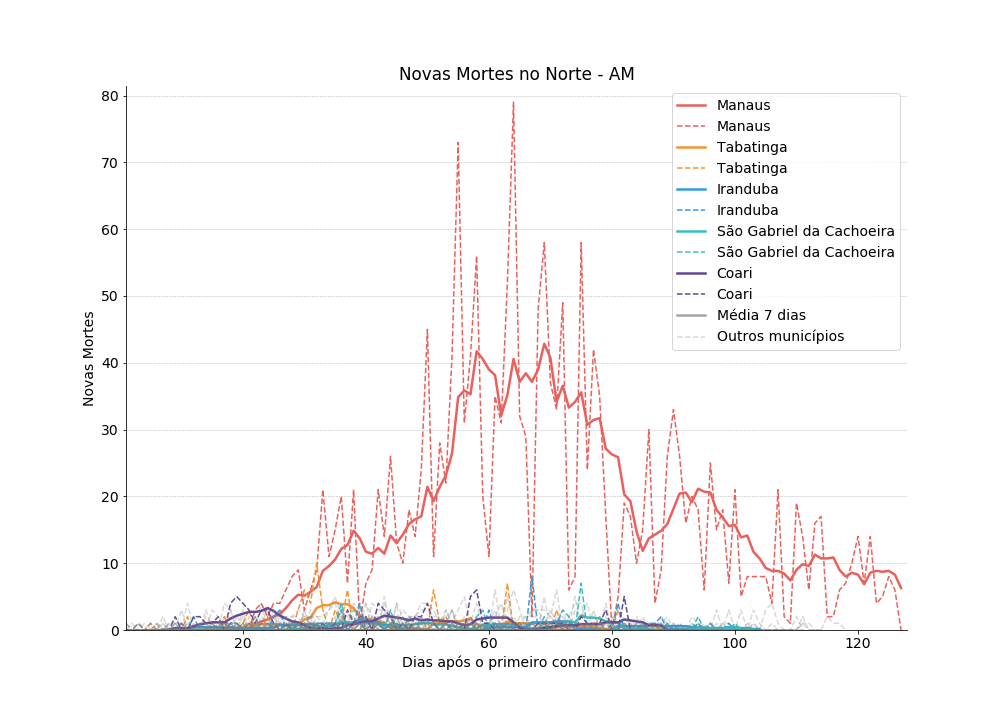 Novas Mortes no Norte - AM
Novas Mortes
80
70
60
50
40
30
20
10
0
20
40
60
80
100
120
Dias após o primeiro confirmado
Manaus
Manaus
Tabatinga
Tabatinga
Iranduba
Iranduba
São Gabriel da Cachoeira
São Gabriel da Cachoeira
Coari
Coari
Média 7 dias
Outros municípios